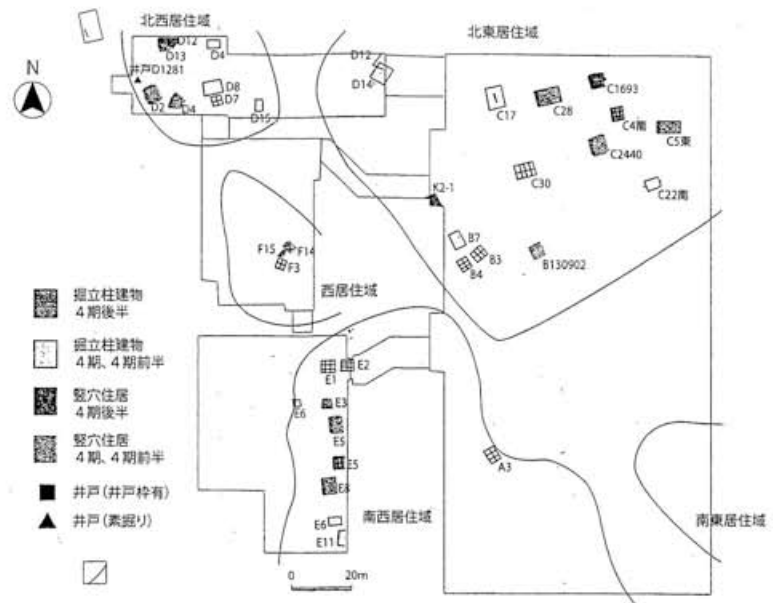 北西居住域
北東居住域
D12
D13
D4
D12
D14
井戸D1281
N
D8
D7
D2
D4
D15
C1693
C17
C28
C4南
C5東
C2440
C30
C22南
K2-1
B7
B3
B4
B130902
F15
F14
F3
西居住域
掘立柱建物
4期後半
掘立柱建物
4期、4期前半
竪穴住居
4期後半
竪穴住居
4期、4期前半
井戸(井戸枠有)
井戸(素掘り)
E1
E2
E6
E3
E5
E5
E8
E6
E11
A3
南西居住域
南東居住域
0
20m